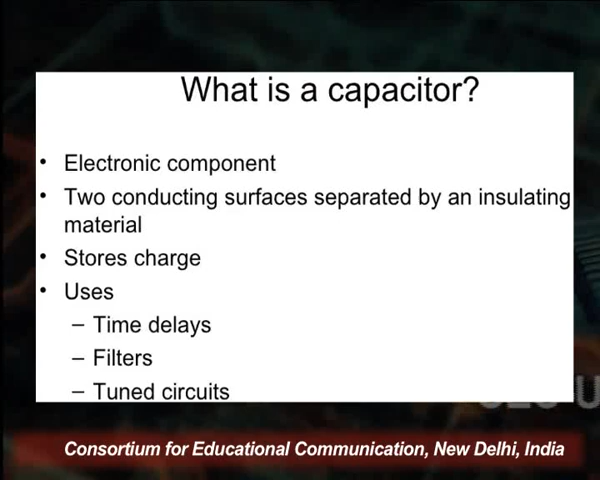 What is a capacitor?
• Electronic component
• Two conducting surfaces separated by an insulating
material
• Stores charge
• Uses
– Time delays
– Filters
– Tuned circuits
Consortium for Educational Communication, New Delhi, India